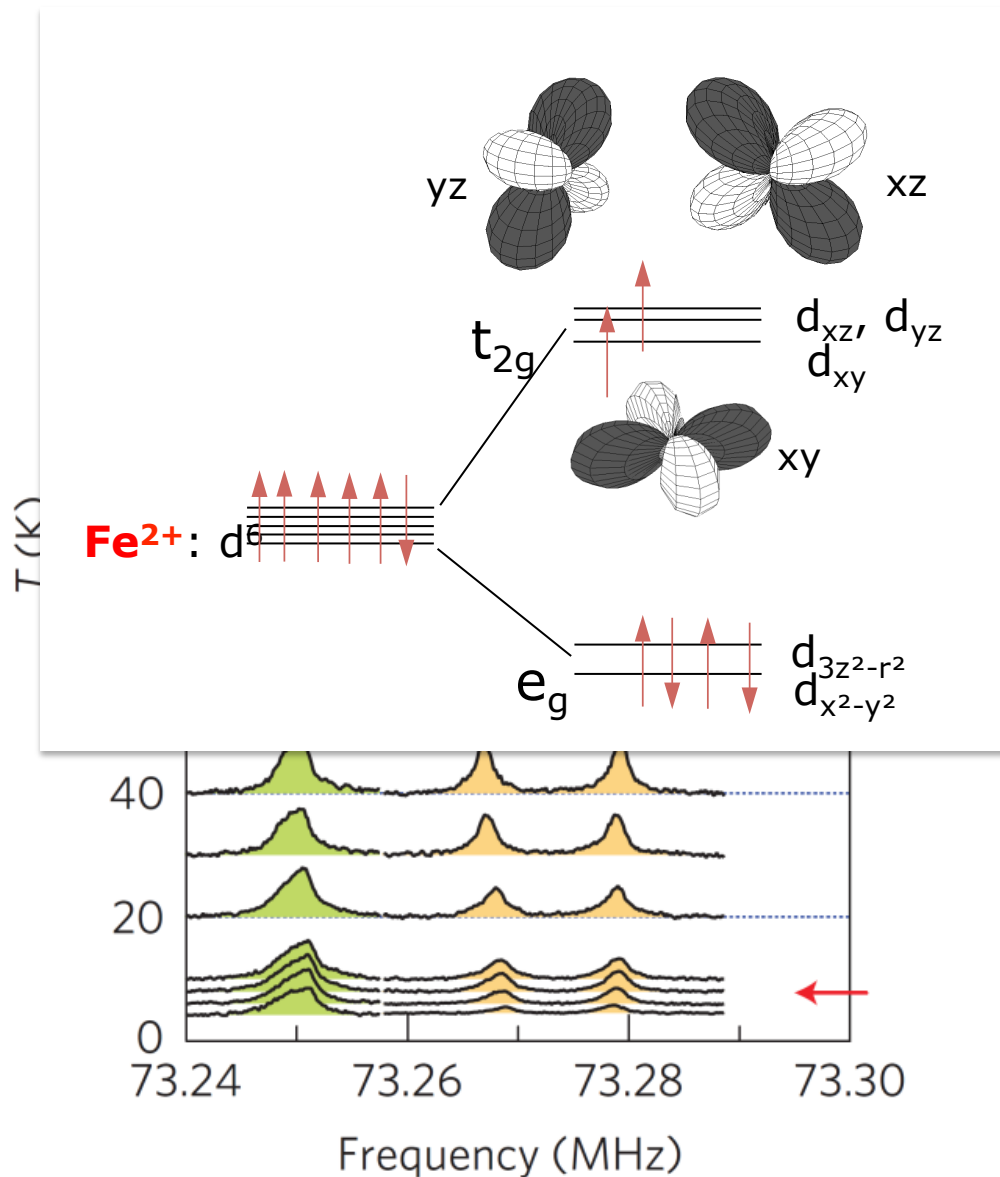 yz
xz
t₂g
dxz, dyz
dxy
xy
Fe²⁺: d⁶
eg
d3z²-r²
dx²-y²
T (K)
40
20
0
73.24 73.26 73.28 73.30
Frequency (MHz)